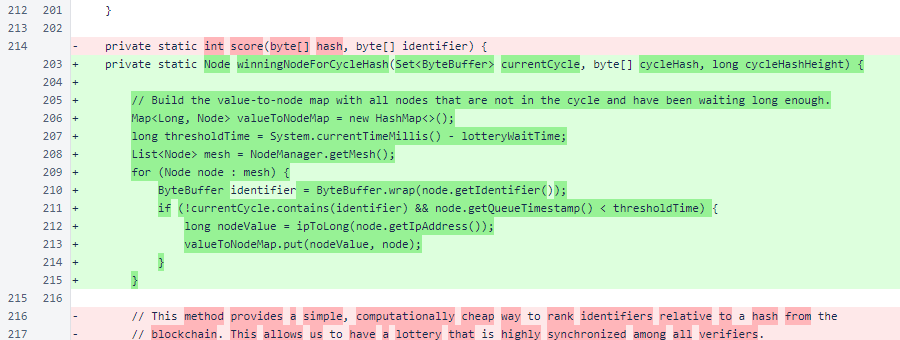 212 201 }
213 202
214 - private static int score(byte[] hash, byte[] identifier) {
203 + private static Node winningNodeForCycleHash(Set<ByteBuffer> currentCycle, byte[] cycleHash, long cycleHashHeight) {
204 +
205 + // Build the value-to-node map with all nodes that are not in the cycle and have been waiting long enough.
206 + Map<Long, Node> valueToNodeMap = new HashMap<>();
207 + long thresholdTime = System.currentTimeMillis() - lotteryWaitTime;
208 + List<Node> mesh = NodeManager.getMesh();
209 + for (Node node : mesh) {
210 + ByteBuffer identifier = ByteBuffer.wrap(node.getIdentifier());
211 + if (!currentCycle.contains(identifier) && node.getQueueTimestamp() < thresholdTime) {
212 + long nodeValue = ipToLong(node.getIpAddress());
213 + valueToNodeMap.put(nodeValue, node);
214 + }
215 + }
215 216
216 - // This method provides a simple, computationally cheap way to rank identifiers relative to a hash from the
217 - // blockchain. This allows us to have a lottery that is highly synchronized among all verifiers.